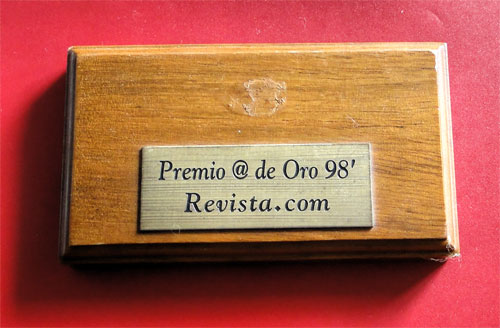 Premio @ de Oro 98'
Revista.com